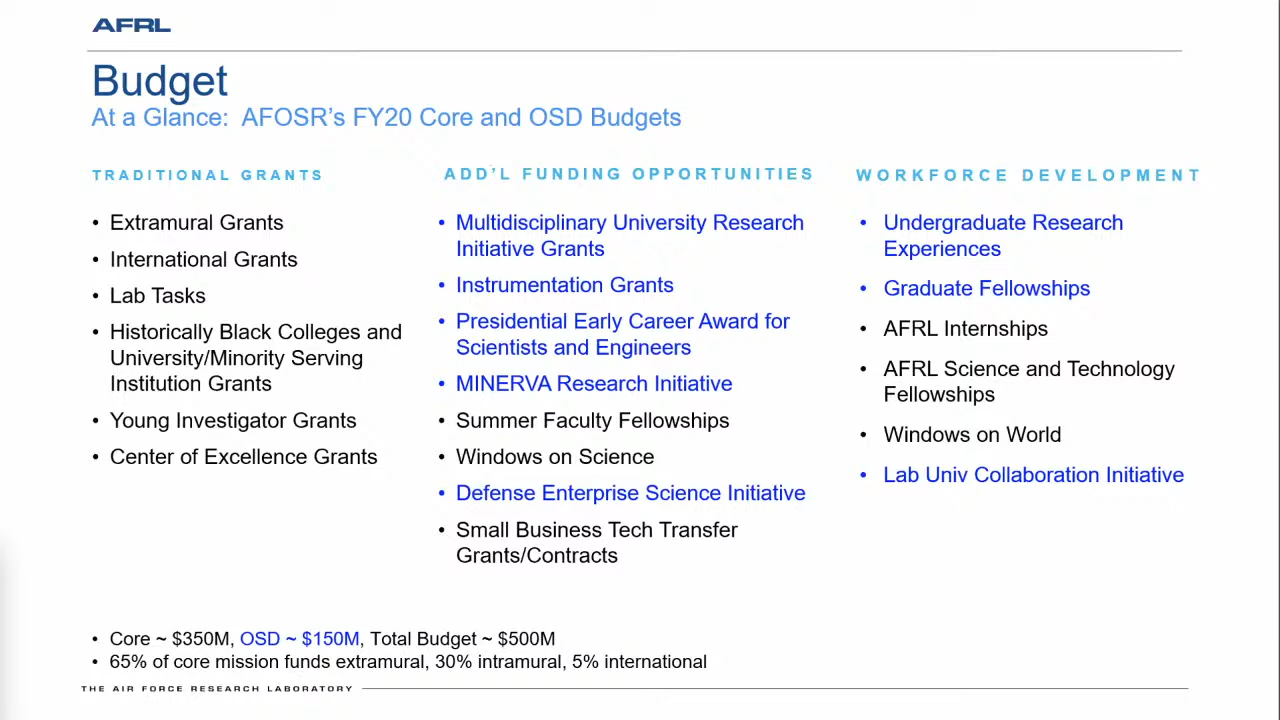 AFRL
Budget
At a Glance:  AFOSR's FY20 Core and OSD Budgets
TRADITIONAL GRANTS
• Extramural Grants
• International Grants
• Lab Tasks
• Historically Black Colleges and
University/Minority Serving
Institution Grants
• Young Investigator Grants
• Center of Excellence Grants
ADD'L FUNDING OPPORTUNITIES
• Multidisciplinary University Research
Initiative Grants
• Instrumentation Grants
• Presidential Early Career Award for
Scientists and Engineers
• MINERVA Research Initiative
• Summer Faculty Fellowships
• Windows on Science
• Defense Enterprise Science Initiative
• Small Business Tech Transfer
Grants/Contracts
WORKFORCE DEVELOPMENT
• Undergraduate Research
Experiences
• Graduate Fellowships
• AFRL Internships
• AFRL Science and Technology
Fellowships
• Windows on World
• Lab Univ Collaboration Initiative
• Core ~ $350M, OSD ~ $150M, Total Budget ~ $500M
• 65% of core mission funds extramural, 30% intramural, 5% international
THE AIR FORCE RESEARCH LABORATORY